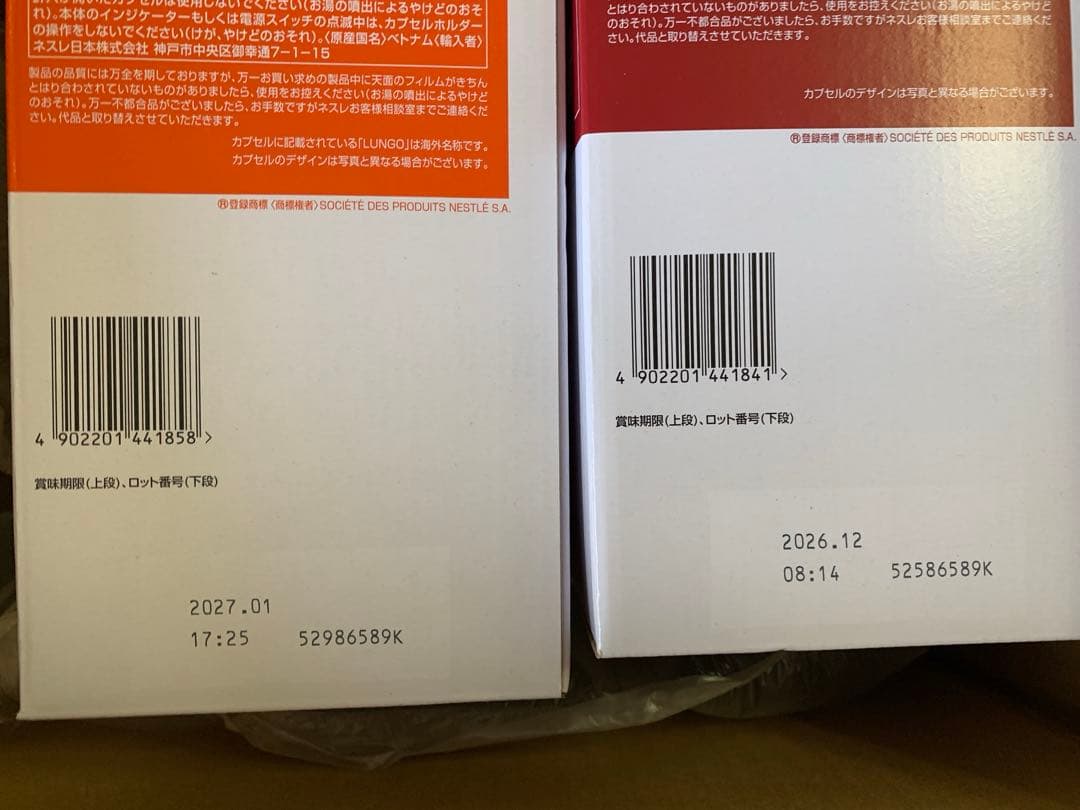 れ)。本体のインジケーターもしくは電源スイッチの点滅中は、カプセルホルダー
の操作をしないでください(けが、やけどのおそれ)。〈原産国名〉ベトナム〈輸入者〉
ネスレ日本株式会社 神戸市中央区御幸通7-1-15
製品の品質には万全を期しておりますが、万一お買い求めの製品中に天面のフィルムがきちん
とはり合わされていないものがありましたら、使用をお控えください(お湯の噴出によるやけど
のおそれ)。万一不都合品がございましたら、お手数ですがネスレお客様相談室までご連絡く
ださい。代品と取り替えさせていただきます。
カプセルに記載されている「LUNGO」は海外名称です。
カプセルのデザインは写真と異なる場合がございます。
Ⓡ登録商標〈商標権者〉SOCIÉTÉ DES PRODUITS NESTLÉ S.A.
4 902201 441858 >
賞味期限(上段)、ロット番号(下段)
2027.01
17:25 52986589K
とはり合わされていないものがありましたら、使用をお控えください(お湯の噴出によるやけど
のおそれ)。万一不都合品がございましたら、お手数ですがネスレお客様相談室までご連絡くだ
さい。代品と取り替えさせていただきます。
カプセルのデザインは写真と異なる場合がございます。
Ⓡ登録商標〈商標権者〉SOCIÉTÉ DES PRODUITS NESTLÉ S.A.
4 902201 441841 >
賞味期限(上段)、ロット番号(下段)
2026.12
08:14 52586589K